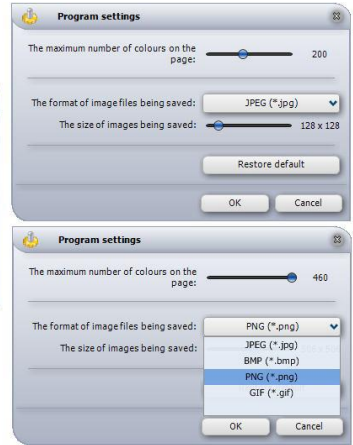 Program settings
The maximum number of colours on the
page:
200
The format of image files being saved:
JPEG (*.jpg)
The size of images being saved:
128 x 128
Restore default
OK
Cancel
Program settings
The maximum number of colours on the
page:
460
The format of image files being saved:
PNG (*.png)
The size of images being saved:
JPEG (*.jpg)
BMP (*.bmp)
PNG (*.png)
GIF (*.gif)
OK
Cancel